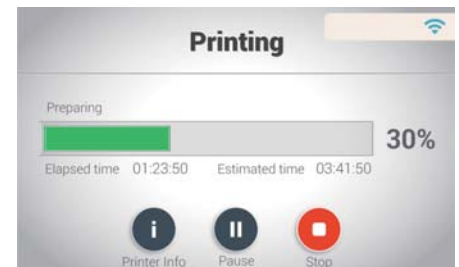 Printing
Preparing
30%
Elapsed time 01:23:50 Estimated time 03:41:50
Printer Info Pause Stop